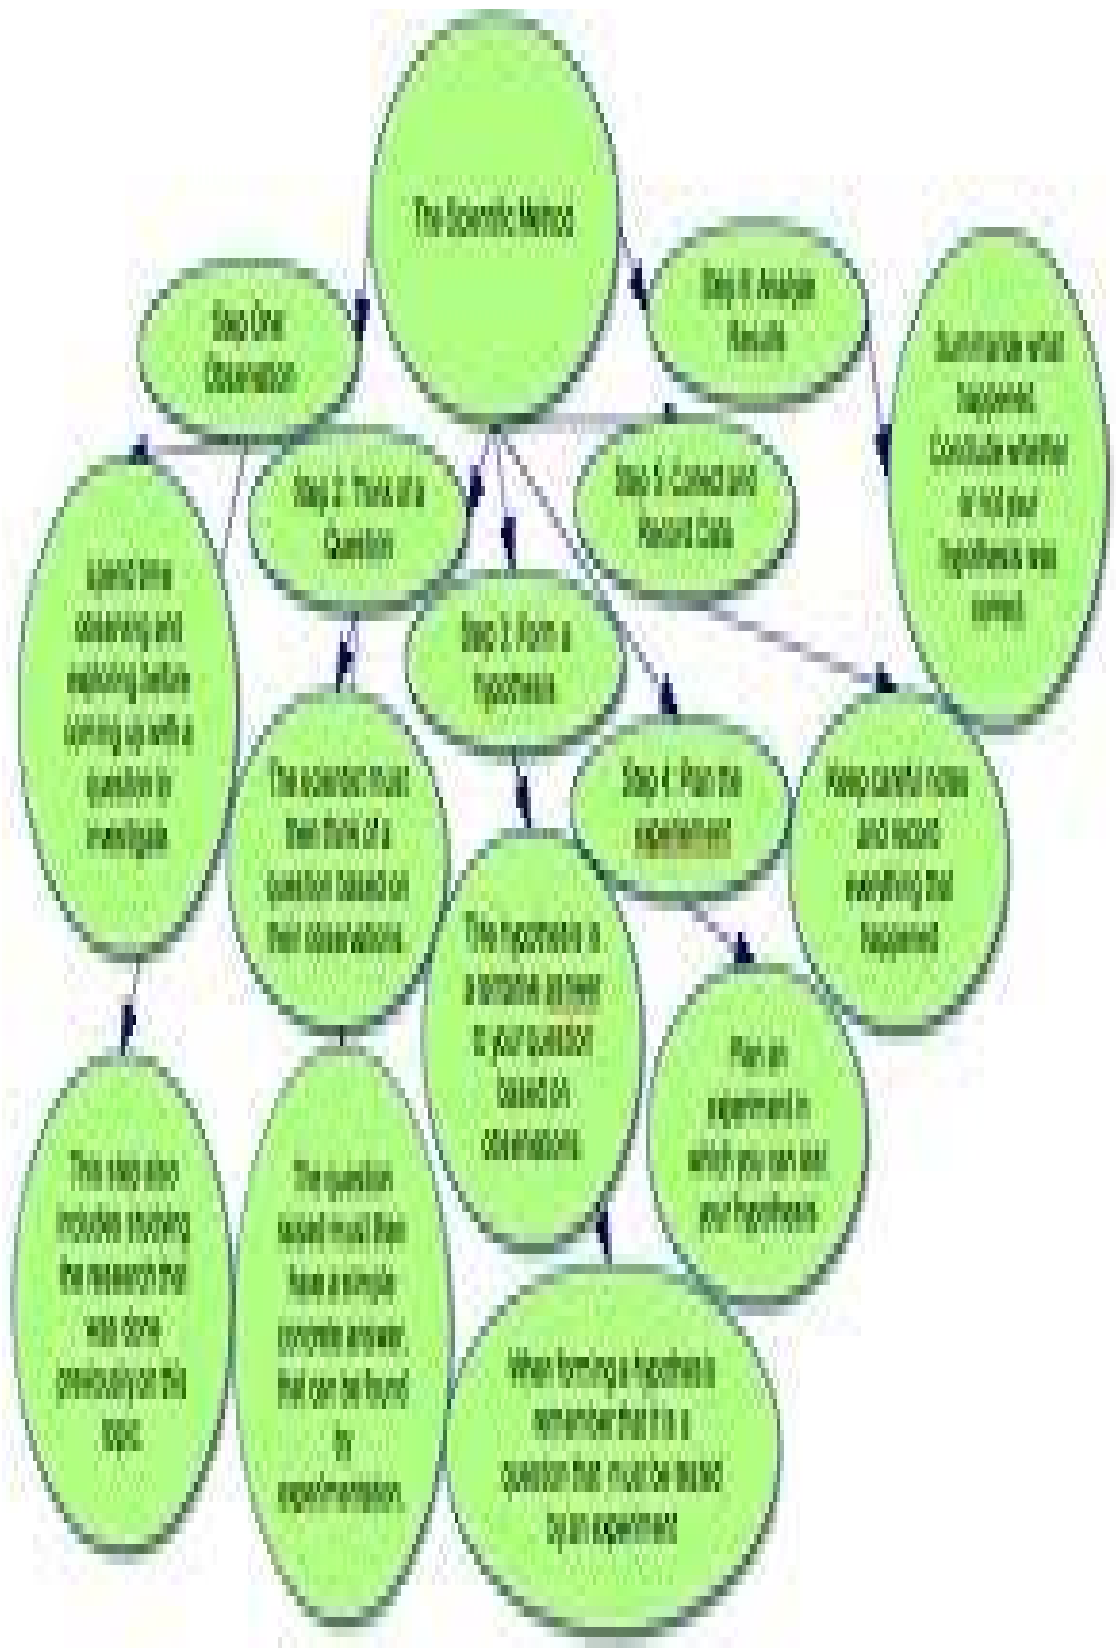 The Scientific Method
Step One
Observation
Step 2: Think of a
Question
Step 3: Form a
hypothesis
Step 4: Plan the
experiement
Step 5: Collect and
Record Data
Step 6: Analyze
Results
spend time
observing and
exploring before
coming up with a
question to
investigate
This step also
includes studying
the research that
was done
previously on this
topic
The scientist must
then think of a
question based on
their observations
The question
must then
have a simple
concrete answer,
that can be found
by
experimentation.
The hypothesis is
a tentative
to your question
based on
observations.
When forming a hypothesis
remember that it is a
question that must be tested
by an experiment
Plan an
experiment in
which you can test
your hypothesis
Keep careful notes
and record
everything that
happened
Summarize what
happened.
Conclude whether
or not your
hypothesis was
correct.